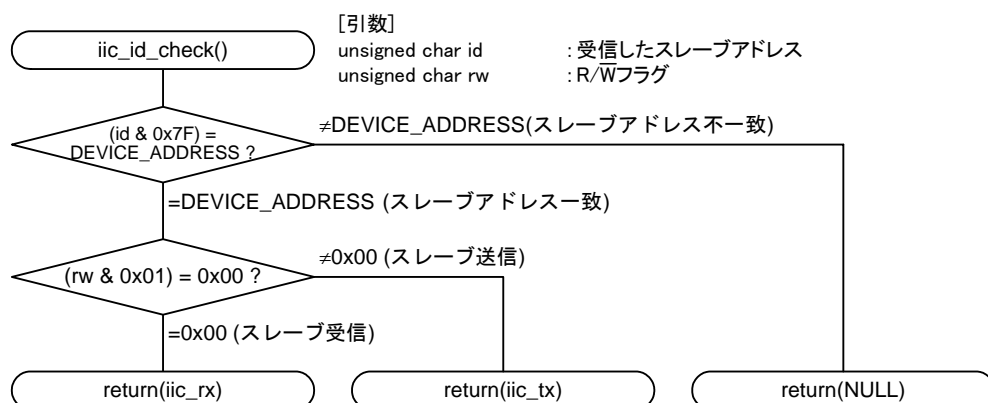 [引数]
iic_id_check()
unsigned char id : 受信したスレーブアドレス
unsigned char rw : R/W̅フラグ
(id & 0x7F) =
DEVICE_ADDRESS ?
≠DEVICE_ADDRESS(スレーブアドレス不一致)
=DEVICE_ADDRESS (スレーブアドレス一致)
(rw & 0x01) = 0x00 ?
≠0x00 (スレーブ送信)
=0x00 (スレーブ受信)
return(iic_rx)
return(iic_tx)
return(NULL)